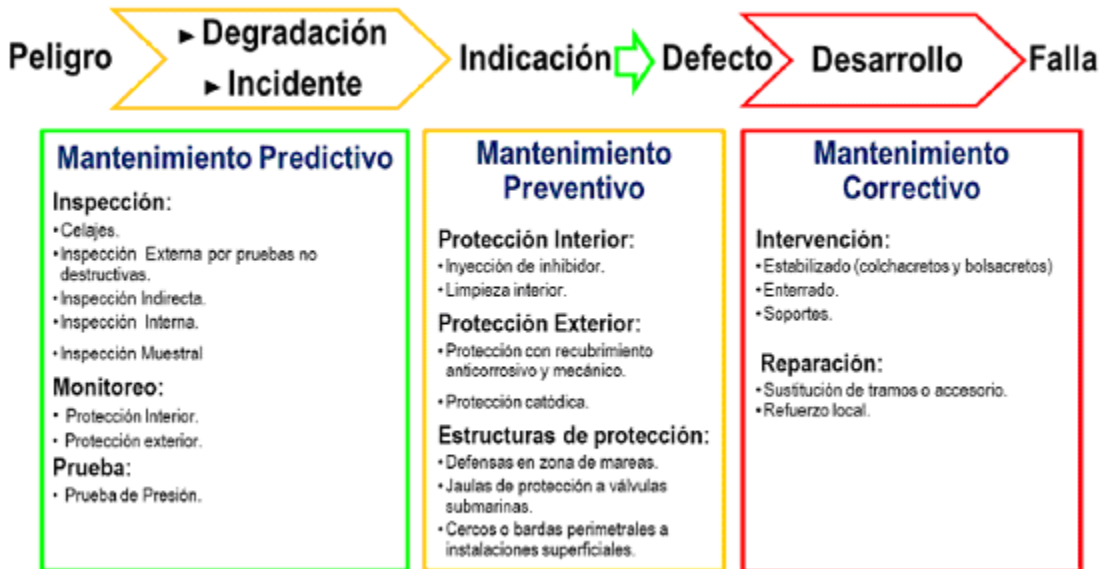 Peligro
► Degradación
► Incidente
Indicación
Defecto
Desarrollo
Falla
Mantenimiento Predictivo
Inspección:
• Celajes.
• Inspección Externa por pruebas no
destructivas.
• Inspección Indirecta.
• Inspección Interna.
• Inspección Muestral
Monitoreo:
• Protección Interior.
• Protección exterior.
Prueba:
• Prueba de Presión.
Mantenimiento
Preventivo
Protección Interior:
• Inyección de inhibidor.
• Limpieza interior.
Protección Exterior:
• Protección con recubrimiento
anticorrosivo y mecánico.
• Protección catódica.
Estructuras de protección:
• Defensas en zona de mareas.
• Jaulas de protección a válvulas
submarinas.
• Cercos o bardas perimetrales a
instalaciones superficiales.
Mantenimiento
Correctivo
Intervención:
• Estabilizado (colchacretos y bolsacretos)
• Enterrado.
• Soportes.
Reparación:
• Sustitución de tramos o accesorio.
• Refuerzo local.